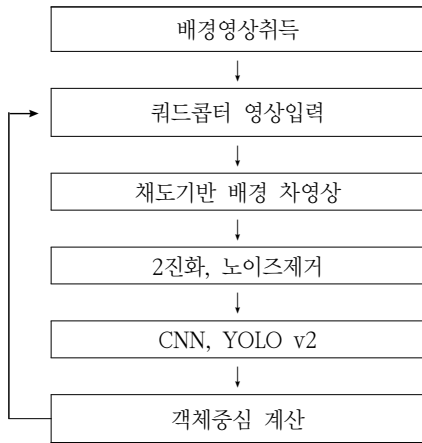 배경영상취득
쿼드콥터 영상입력
채도기반 배경 차영상
2진화, 노이즈제거
CNN, YOLO v2
객체중심 계산